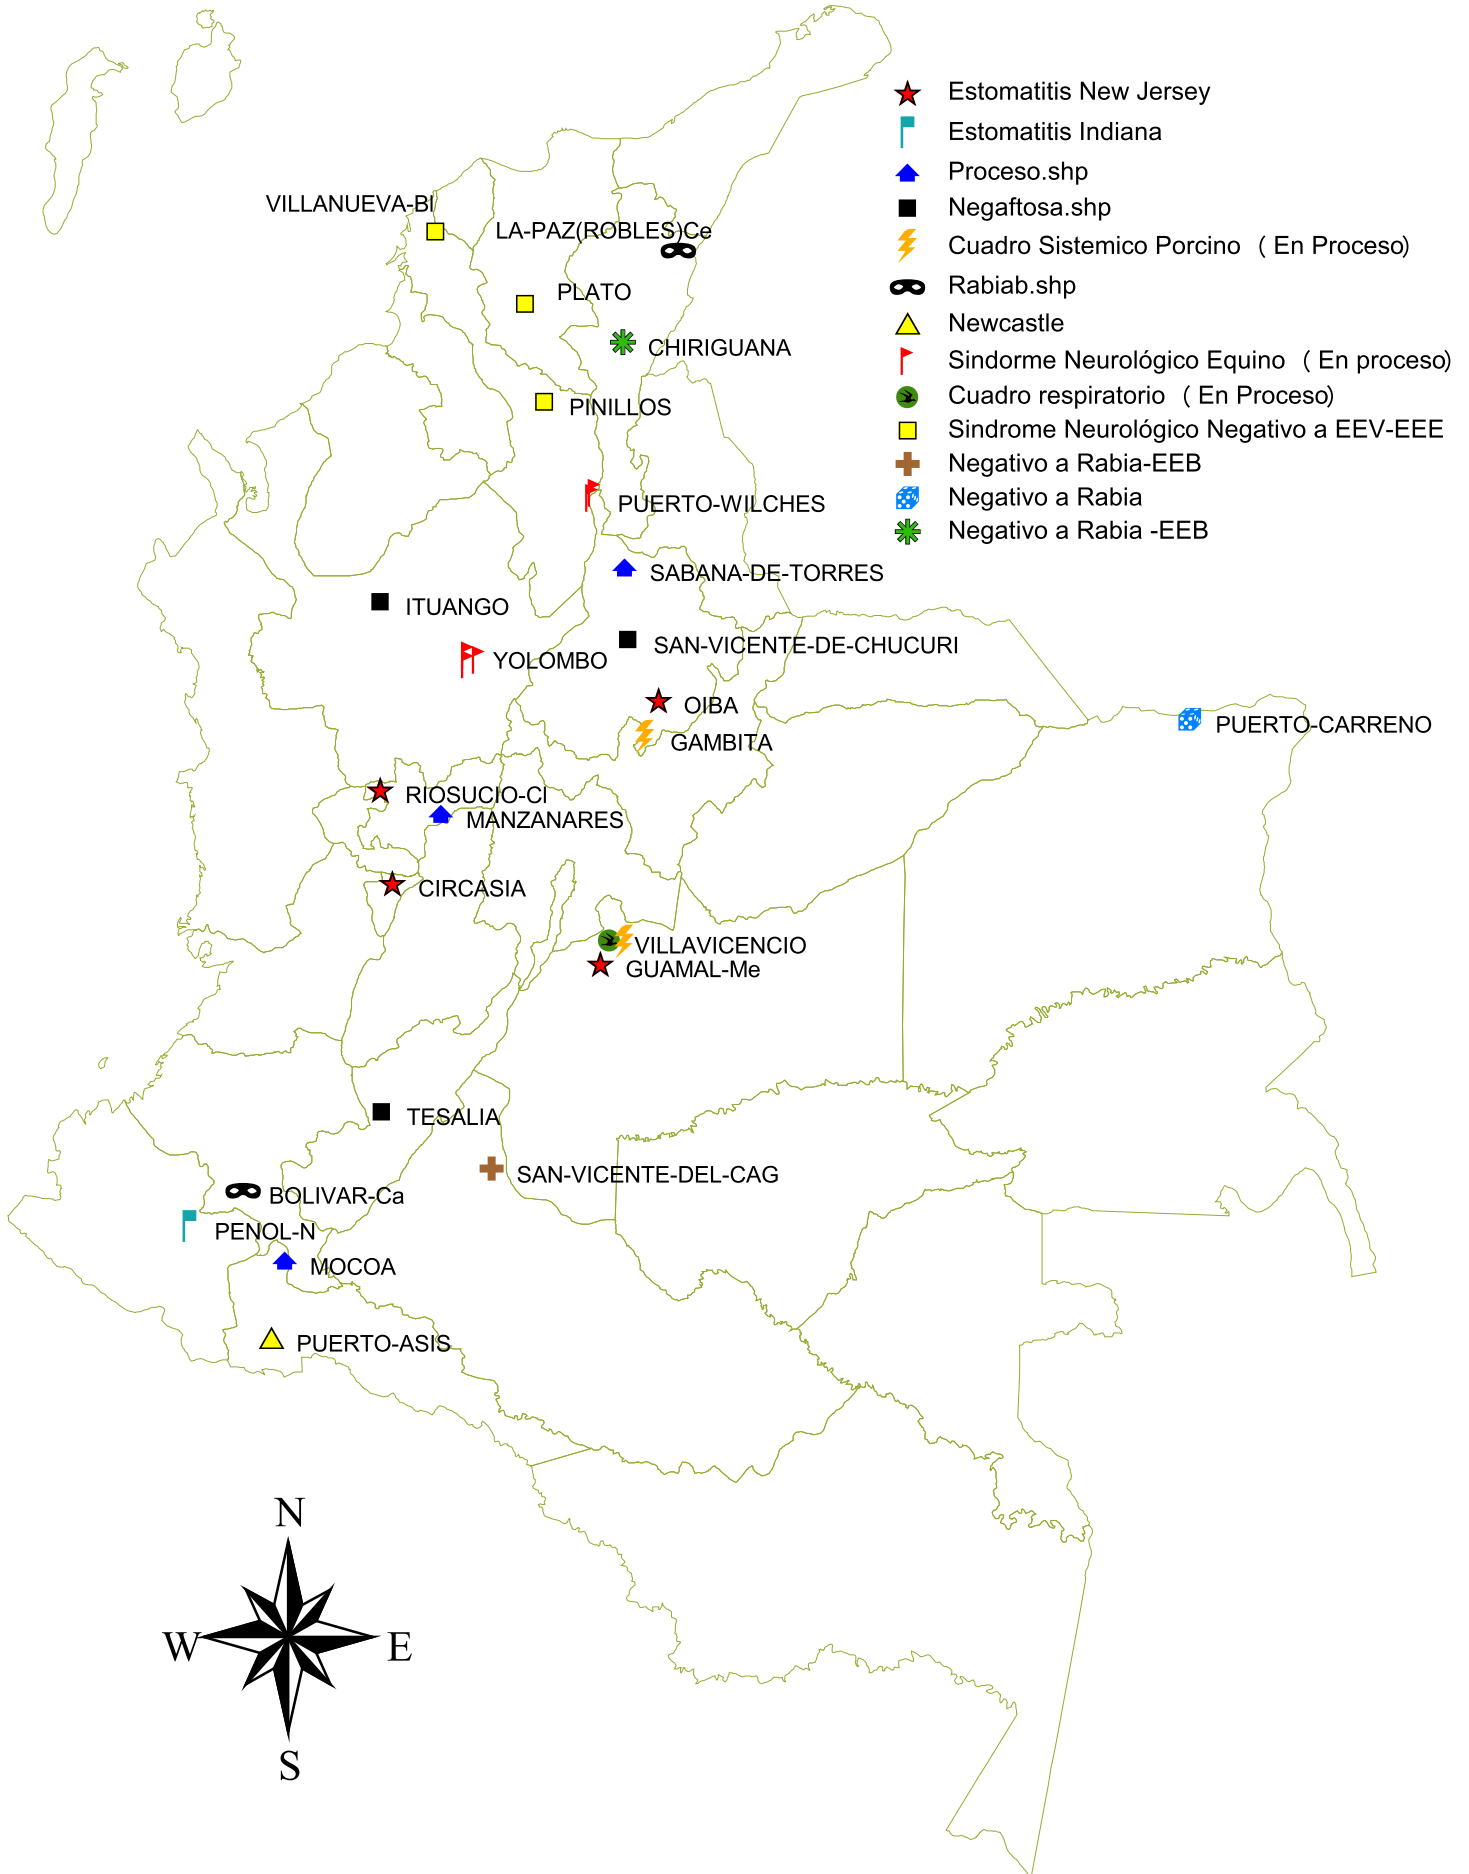 Estomatitis New Jersey
Estomatitis Indiana
Proceso.shp
Negaftosa.shp
Cuadro Sistemico Porcino ( En Proceso)
Rabiab.shp
Newcastle
Sindorme Neurológico Equino ( En proceso)
Cuadro respiratorio ( En Proceso)
Sindrome Neurológico Negativo a EEV-EEE
Negativo a Rabia-EEB
Negativo a Rabia
Negativo a Rabia -EEB
VILLANUEVA-Bl
LA-PAZ(ROBLES)Ce
PLATO
CHIRIGUANA
PINILLOS
PUERTO-WILCHES
SABANA-DE-TORRES
ITUANGO
SAN-VICENTE-DE-CHUCURI
YOLOMBO
OIBA
PUERTO-CARRENO
GAMBITA
RIOSUCIO-Cl
MANZANARES
CIRCASIA
VILLAVICENCIO
GUAMAL-Me
TESALIA
SAN-VICENTE-DEL-CAG
BOLIVAR-Ca
PENOL-N
MOCOA
PUERTO-ASIS
N
W
E
S